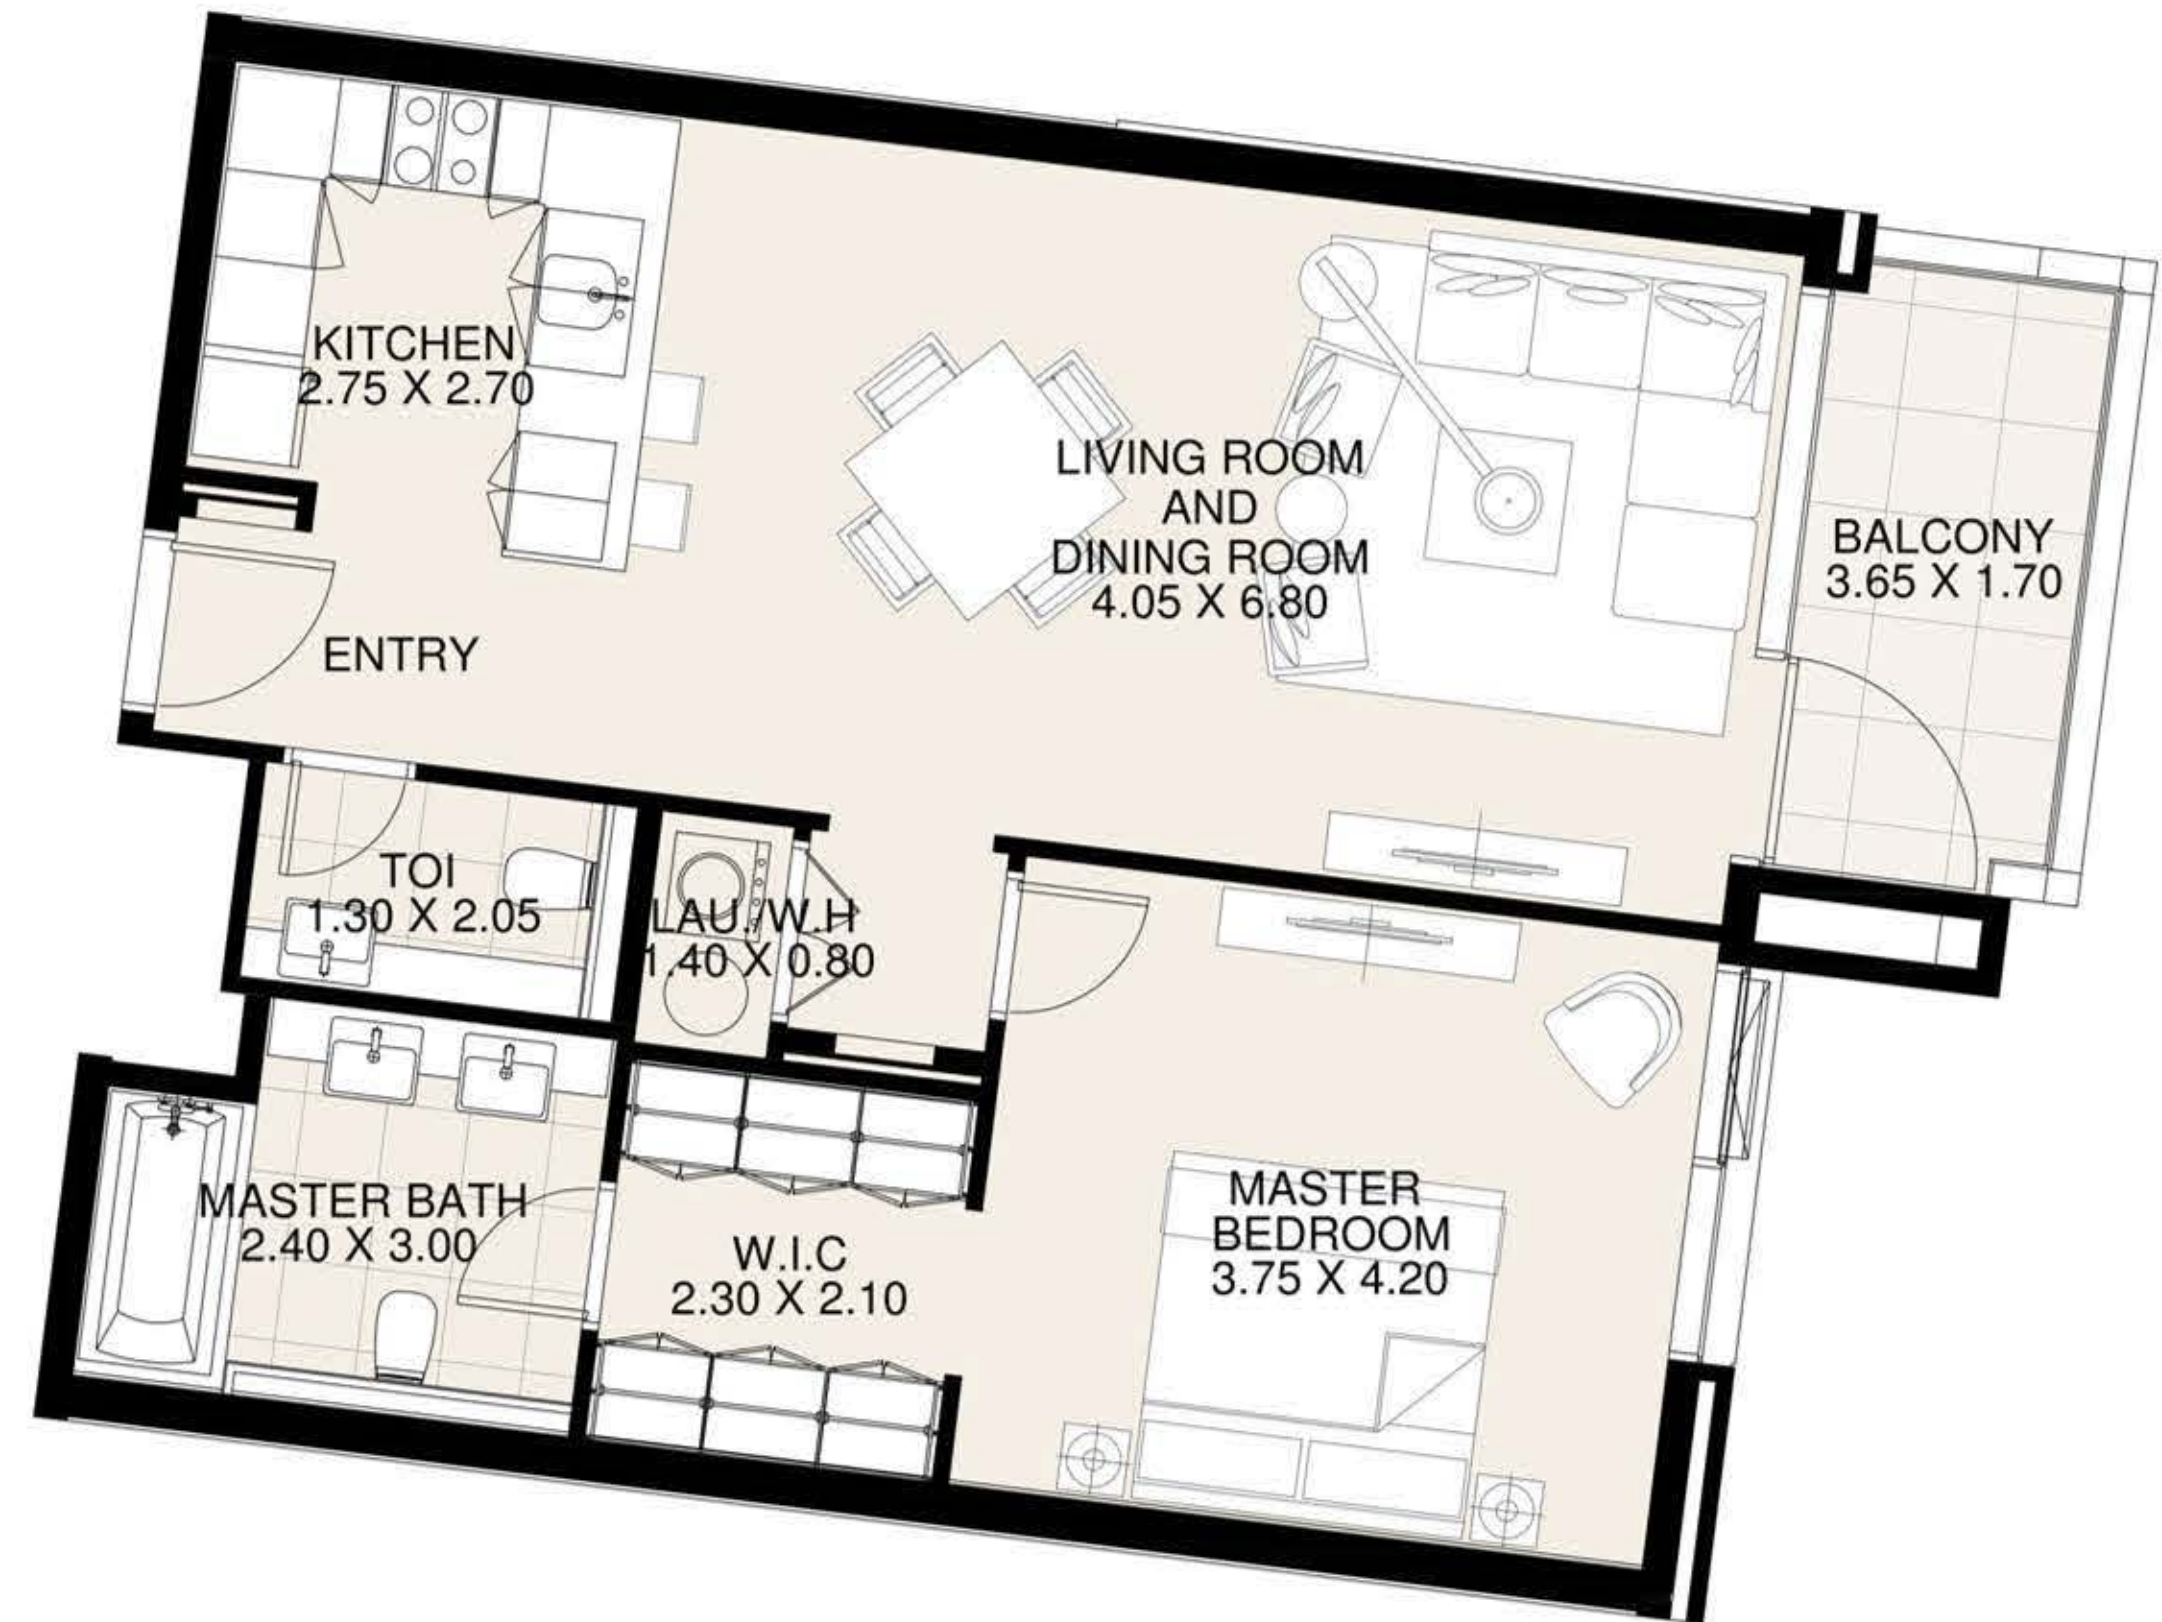 KITCHEN
2.75 X 2.70
LIVING ROOM
AND
DINING ROOM
4.05 X 6.80
BALCONY
3.65 X 1.70
ENTRY
TOI
1.30 X 2.05
LAU./W.H
1.40 X 0.80
MASTER BATH
2.40 X 3.00
W.I.C
2.30 X 2.10
MASTER
BEDROOM
3.75 X 4.20